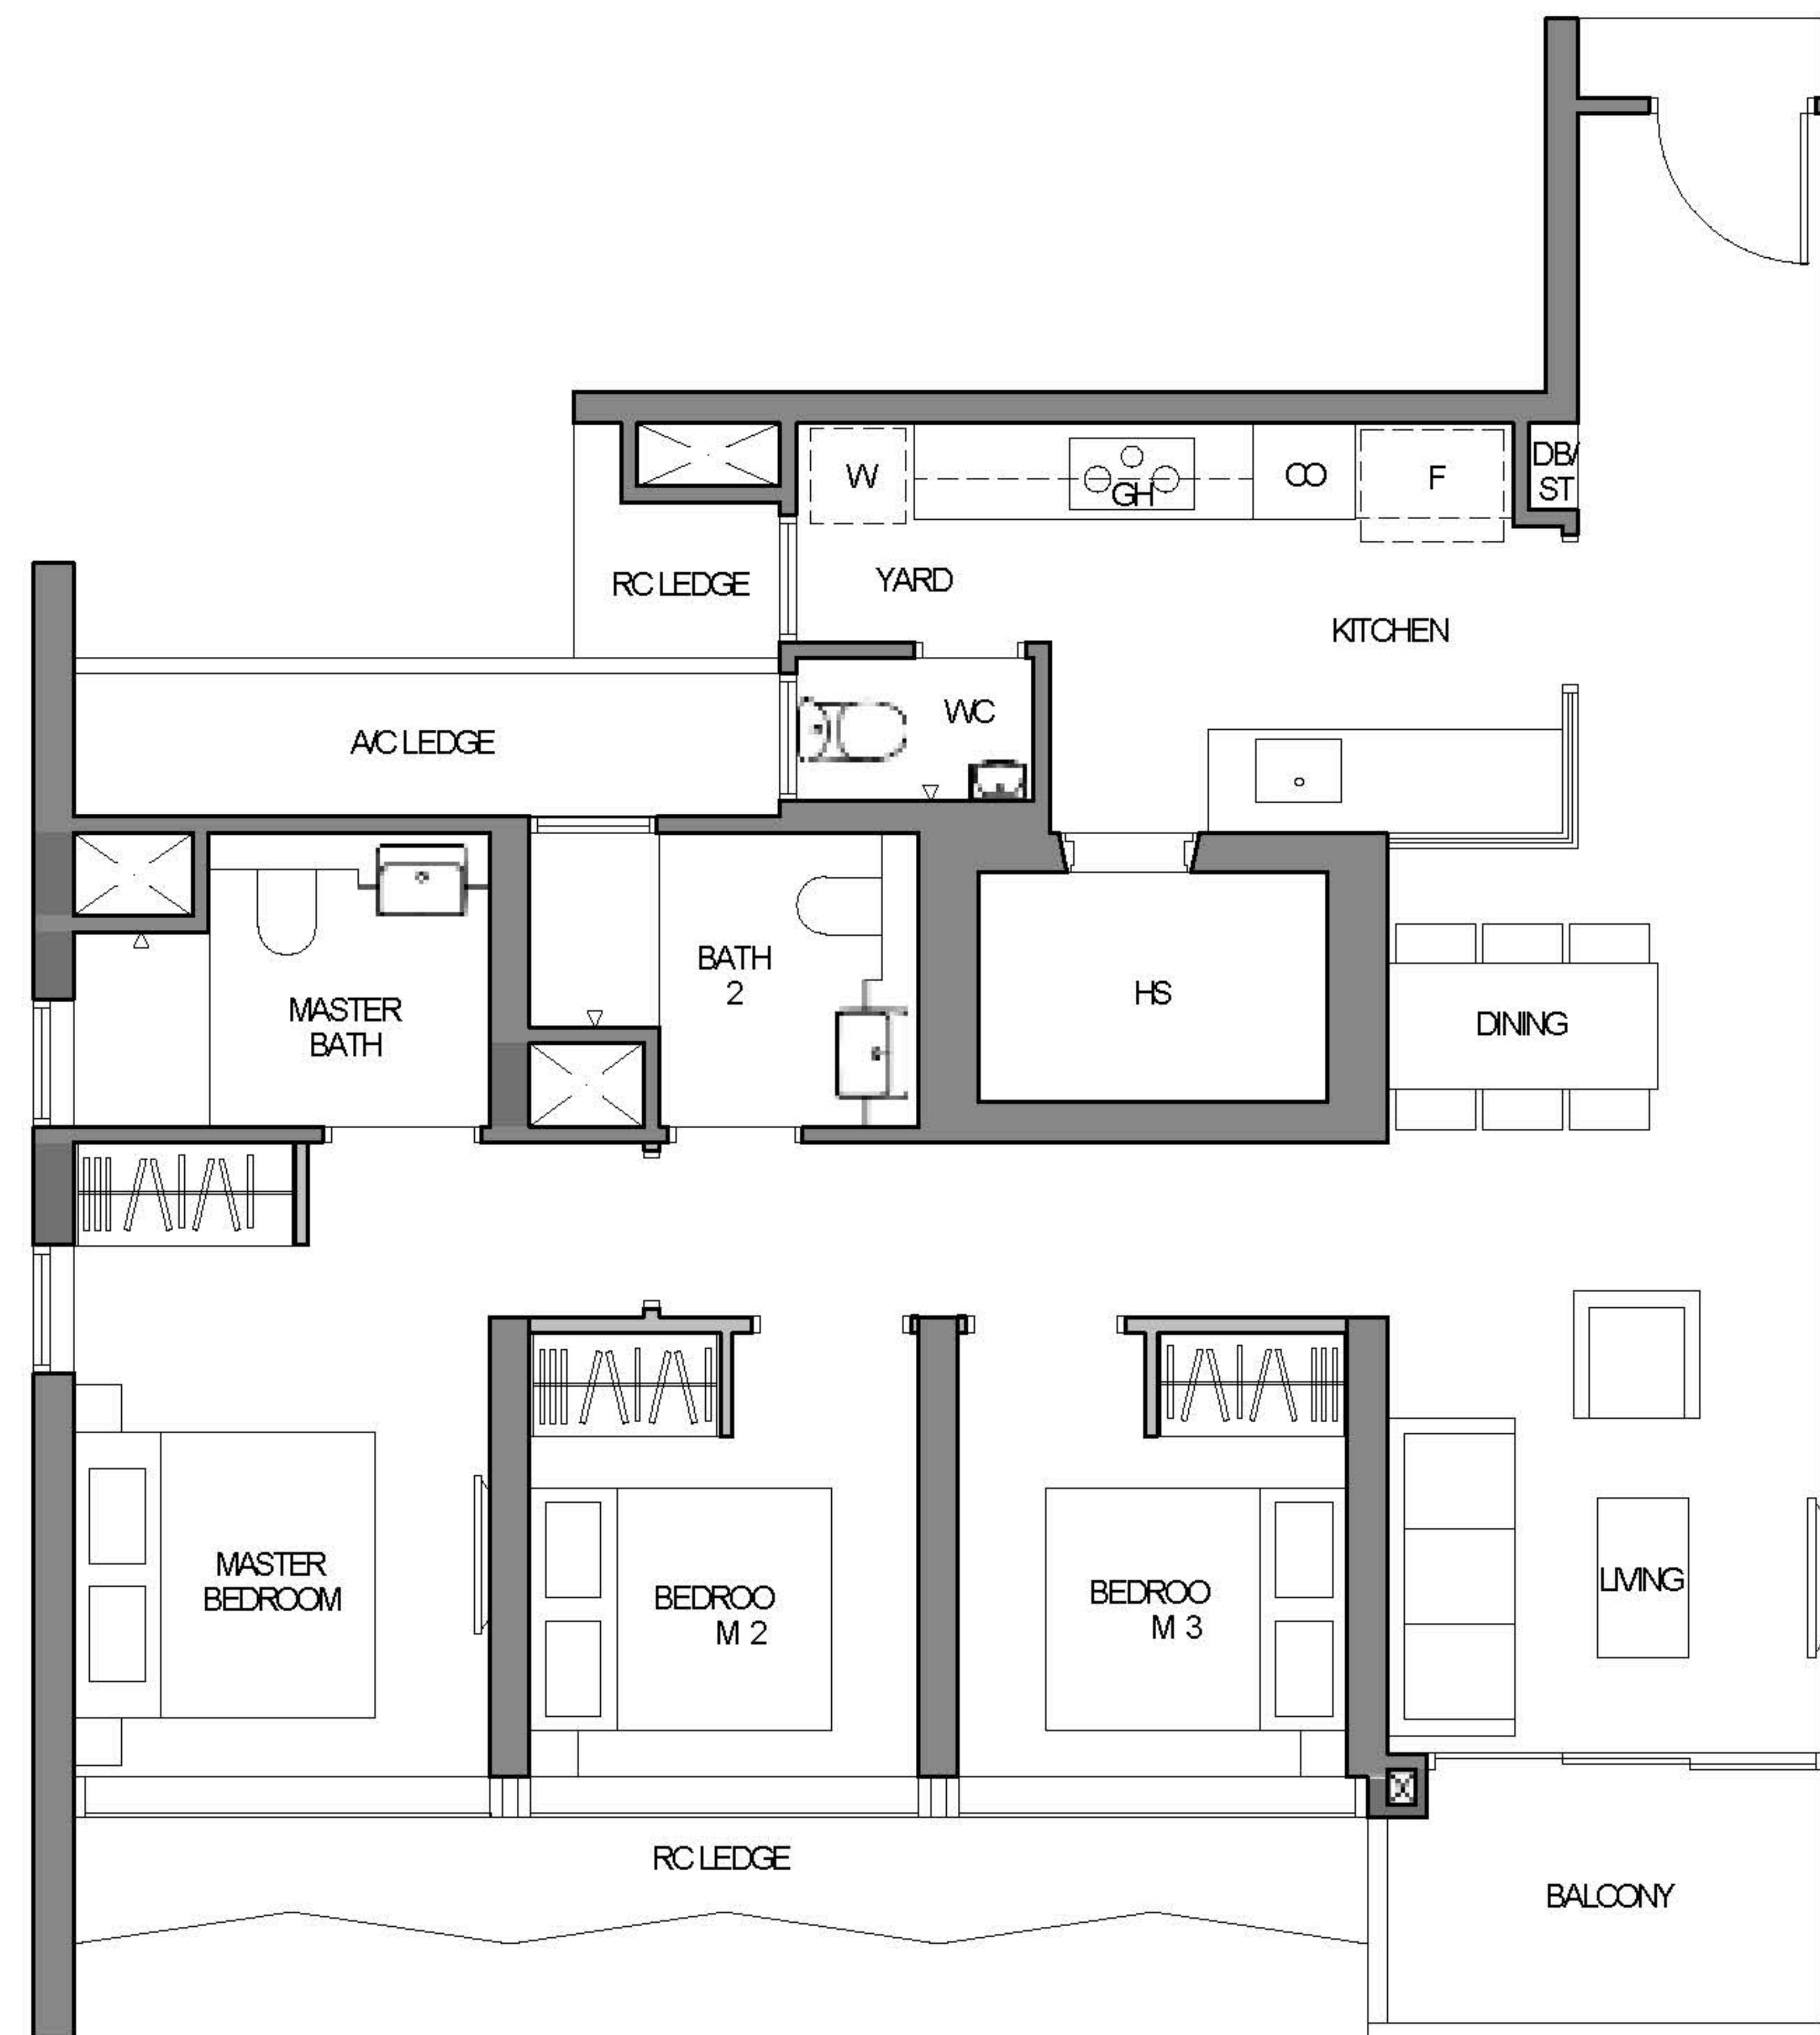 DB/
ST
W
GH
CO
F
RC LEDGE
YARD
KITCHEN
WC
A/C LEDGE
BATH
2
MASTER
BATH
HS
DINING
MASTER
BEDROOM
BEDROO
M 2
BEDROO
M 3
LIVING
RC LEDGE
BALCONY